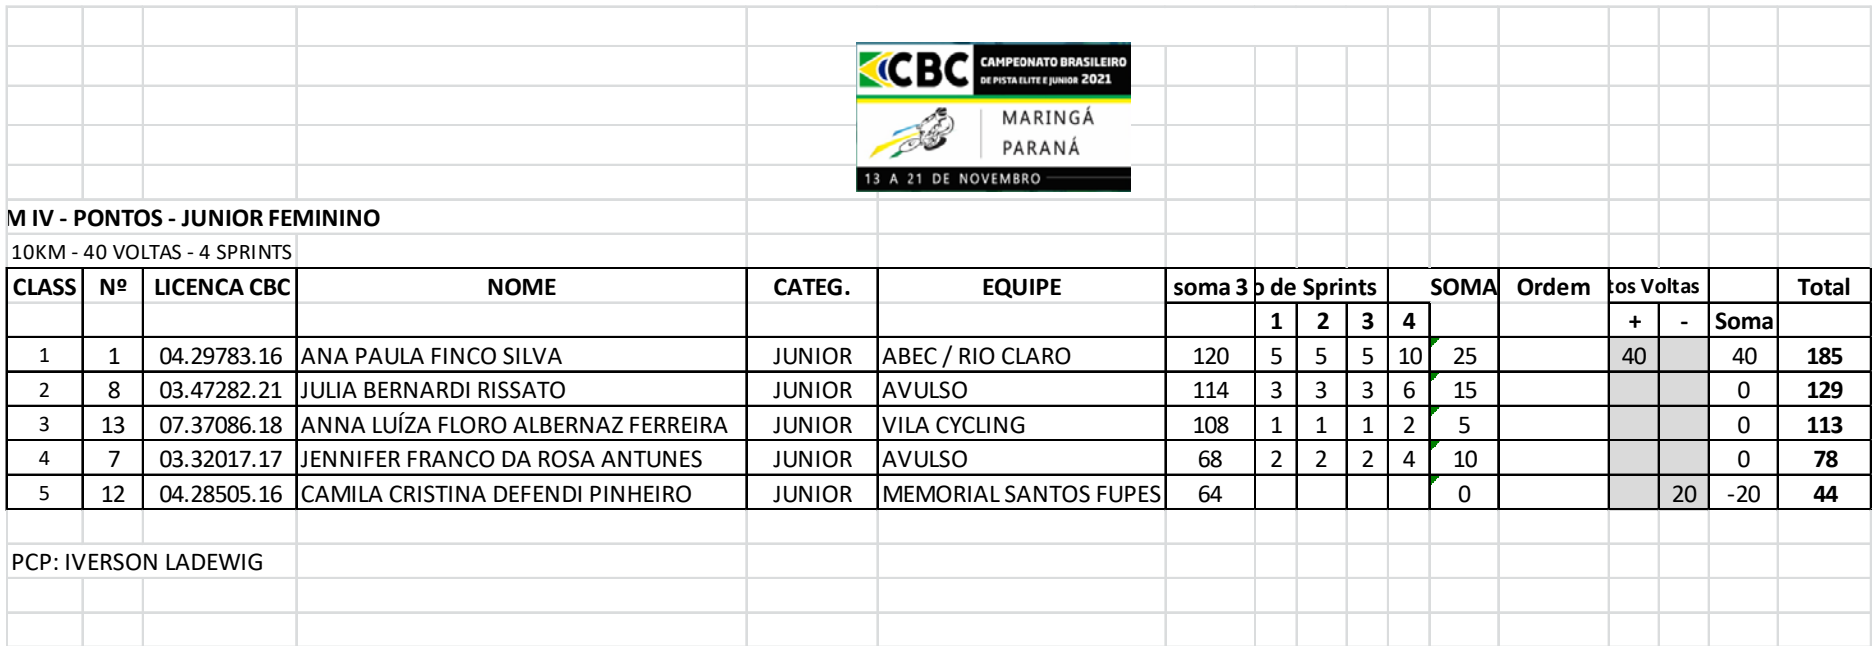 CBC CAMPEONATO BRASILEIRO
DE PISTA ELITE E JUNIOR 2021
MARINGÁ
PARANÁ
13 A 21 DE NOVEMBRO
M IV - PONTOS - JUNIOR FEMININO
10KM - 40 VOLTAS - 4 SPRINTS
CLASS Nº LICENCA CBC NOME CATEG. EQUIPE soma 3 o de Sprints SOMA Ordem tos Voltas Total
1 2 3 4 + - Soma
1 1 04.29783.16 ANA PAULA FINCO SILVA JUNIOR ABEC / RIO CLARO 120 5 5 5 10 25 40 40 185
2 8 03.47282.21 JULIA BERNARDI RISSATO JUNIOR AVULSO 114 3 3 3 6 15 0 129
3 13 07.37086.18 ANNA LUÍZA FLORO ALBERNAZ FERREIRA JUNIOR VILA CYCLING 108 1 1 1 2 5 0 113
4 7 03.32017.17 JENNIFER FRANCO DA ROSA ANTUNES JUNIOR AVULSO 68 2 2 2 4 10 0 78
5 12 04.28505.16 CAMILA CRISTINA DEFENDI PINHEIRO JUNIOR MEMORIAL SANTOS FUPES 64 0 20 -20 44
PCP: IVERSON LADEWIG